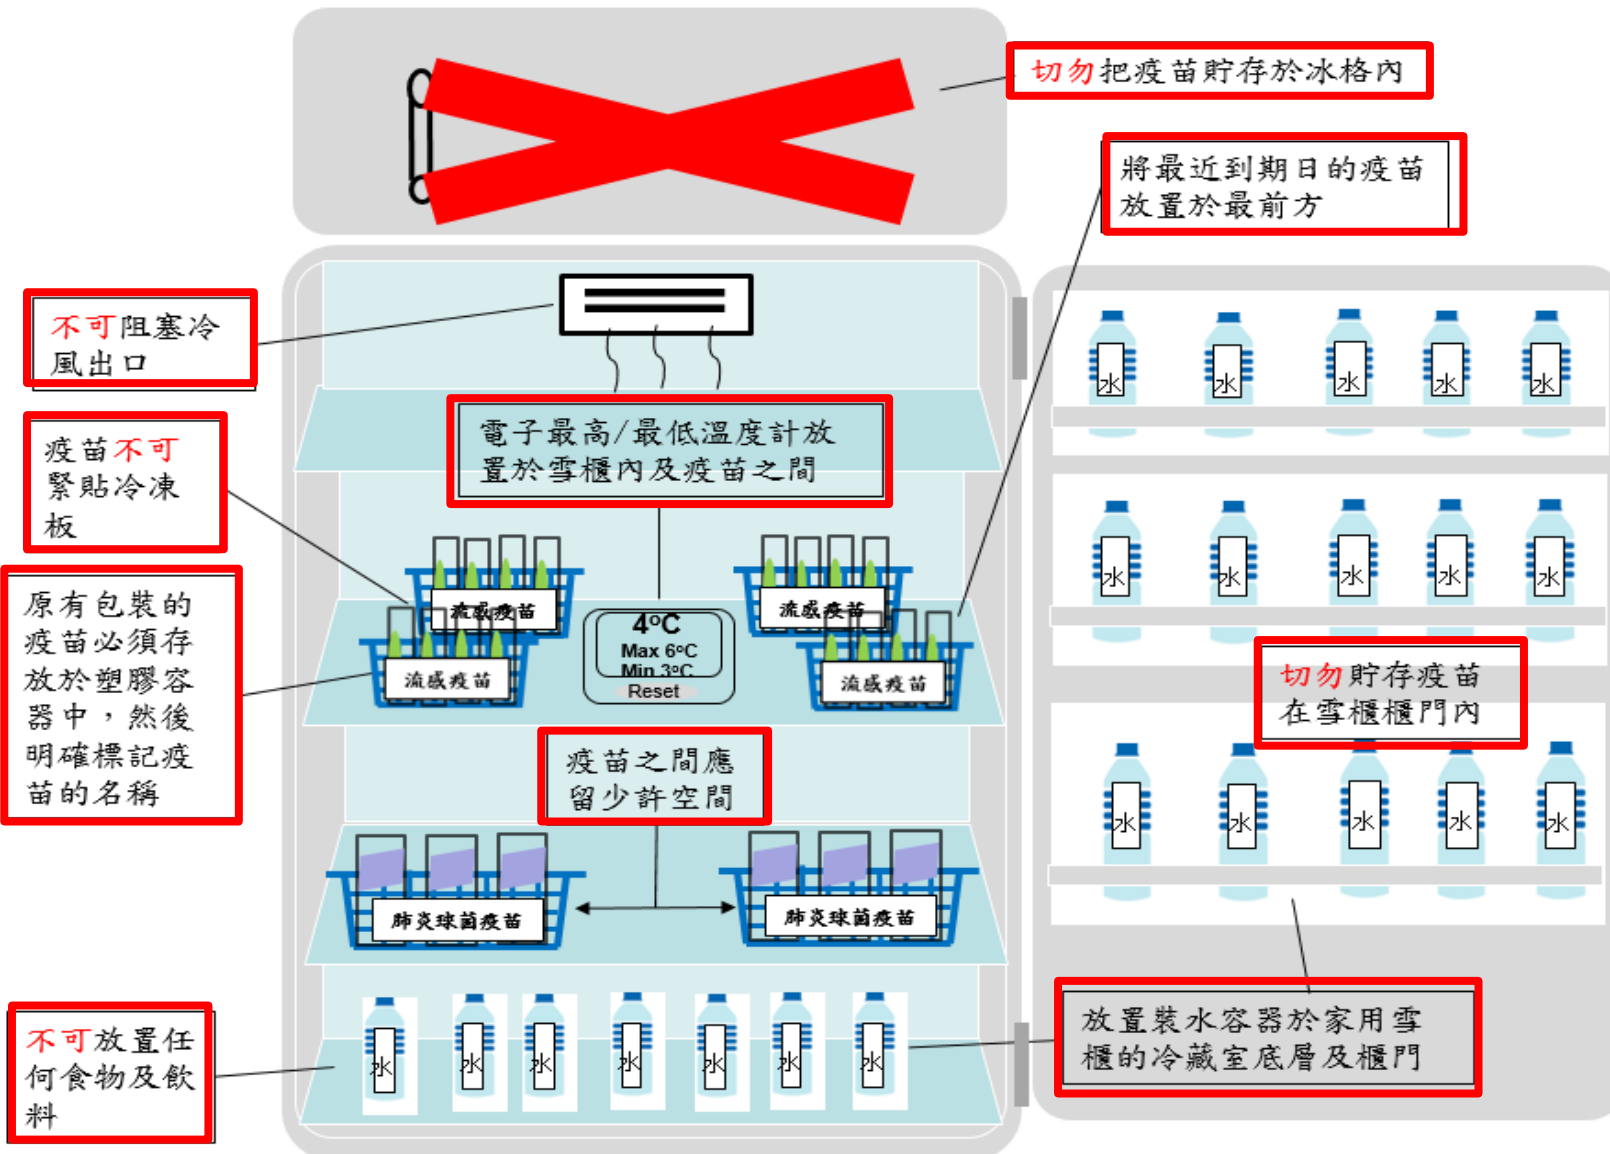 切勿把疫苗貯存於冰格內
將最近到期日的疫苗
放置於最前方
不可阻塞冷
風出口
電子最高/最低溫度計放
置於雪櫃內及疫苗之間
疫苗不可
緊貼冷凍
板
原有包裝的
疫苗必須存
放於塑膠容
器中，然後
明確標記疫
苗的名稱
流感疫苗
流感疫苗
流感疫苗
流感疫苗
4°C
Max 6°C
Min 3°C
Reset
疫苗之間應
留少許空間
肺炎球菌疫苗
肺炎球菌疫苗
水 水 水 水 水
水 水 水 水 水
切勿貯存疫苗
在雪櫃櫃門內
水 水 水 水 水
不可放置任
何食物及飲
料
水 水 水 水 水 水 水
放置裝水容器於家用雪
櫃的冷藏室底層及櫃門